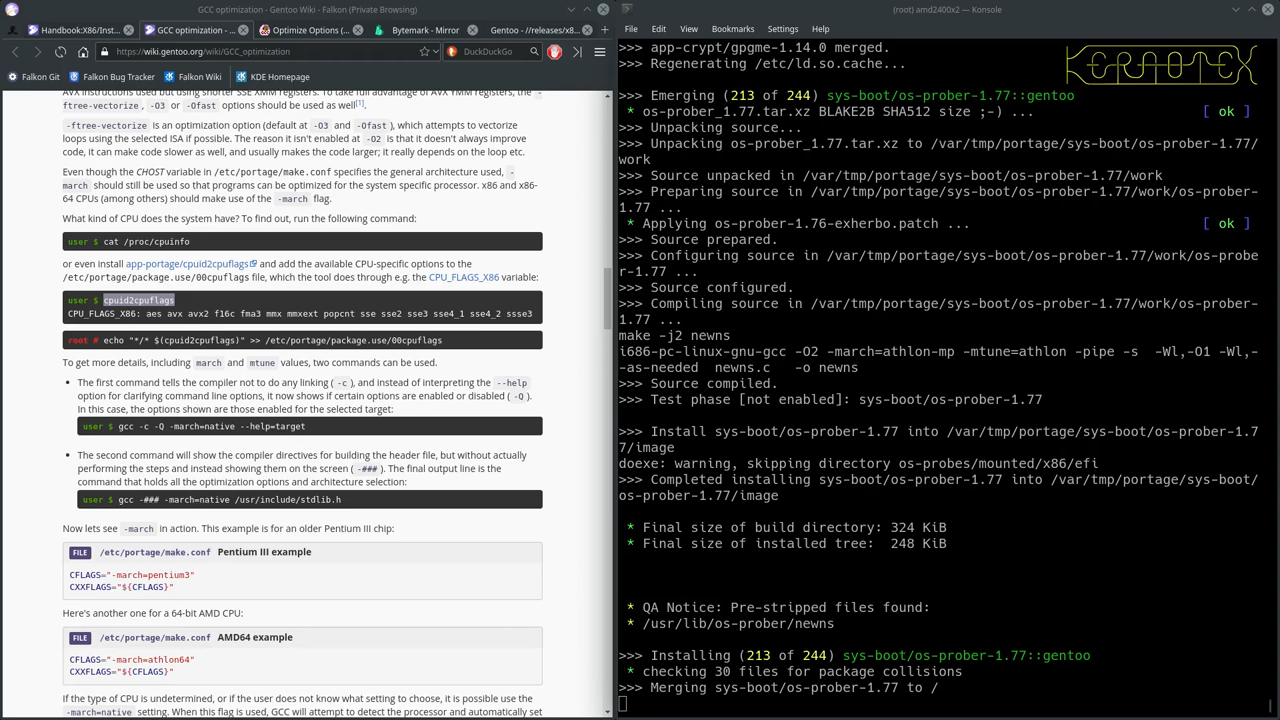 GCC optimization - Gentoo Wiki - Falkon (Private Browsing)
Handbook:X86/Inst...
GCC optimization -...
Optimize Options (...
Bytemark - Mirror
Gentoo - //releases/x8...
https://wiki.gentoo.org/wiki/GCC_optimization
DuckDuckGo
Falkon Git
Falkon Bug Tracker
Falkon Wiki
KDE Homepage
AVX instructions used but using shorter SSE XMM registers. To take full advantage of AVX YMM registers, the -
ftree-vectorize, -O3 or -Ofast options should be used as well[1].
-ftree-vectorize is an optimization option (default at -O3 and -Ofast), which attempts to vectorize
loops using the selected ISA if possible. The reason it isn't enabled at -O2 is that it doesn't always improve
code, it can make code slower as well, and usually makes the code larger; it really depends on the loop etc.
Even though the CHOST variable in /etc/portage/make.conf specifies the general architecture used, -
march should still be used so that programs can be optimized for the system specific processor. x86 and x86-
64 CPUs (among others) should make use of the -march flag.
What kind of CPU does the system have? To find out, run the following command:
user $ cat /proc/cpuinfo
or even install app-portage/cpuid2cpuflags and add the available CPU-specific options to the
/etc/portage/package.use/00cpuflags file, which the tool does through e.g. the CPU_FLAGS_X86 variable:
user $ cpuid2cpuflags
CPU_FLAGS_X86: aes avx avx2 f16c fma3 mmx mmxext popcnt sse sse2 sse3 sse4_1 sse4_2 ssse3
root # echo "*/* $(cpuid2cpuflags)" >> /etc/portage/package.use/00cpuflags
To get more details, including march and mtune values, two commands can be used.
The first command tells the compiler not to do any linking (-c), and instead of interpreting the --help
option for clarifying command line options, it now shows if certain options are enabled or disabled (-Q).
In this case, the options shown are those enabled for the selected target:
user $ gcc -c -Q -march=native --help=target
The second command will show the compiler directives for building the header file, but without actually
performing the steps and instead showing them on the screen (-###). The final output line is the
command that holds all the optimization options and architecture selection:
user $ gcc -### -march=native /usr/include/stdlib.h
Now lets see -march in action. This example is for an older Pentium III chip:
FILE /etc/portage/make.conf Pentium III example
CFLAGS="-march=pentium3"
CXXFLAGS="${CFLAGS}"
Here's another one for a 64-bit AMD CPU:
FILE /etc/portage/make.conf AMD64 example
CFLAGS="-march=athlon64"
CXXFLAGS="${CFLAGS}"
If the type of CPU is undetermined, or if the user does not know what setting to choose, it is possible use the
-march=native setting. When this flag is used, GCC will attempt to detect the processor and automatically set
(root) amd2400x2 — Konsole
File Edit View Bookmarks Settings Help
KERAOTEX
>>> app-crypt/gpgme-1.14.0 merged.
>>> Regenerating /etc/ld.so.cache...
>>> Emerging (213 of 244) sys-boot/os-prober-1.77::gentoo
* os-prober_1.77.tar.xz BLAKE2B SHA512 size ;-) ... [ ok ]
>>> Unpacking source...
>>> Unpacking os-prober_1.77.tar.xz to /var/tmp/portage/sys-boot/os-prober-1.77/
work
>>> Source unpacked in /var/tmp/portage/sys-boot/os-prober-1.77/work
>>> Preparing source in /var/tmp/portage/sys-boot/os-prober-1.77/work/os-prober-
1.77 ...
* Applying os-prober-1.76-exherbo.patch ... [ ok ]
>>> Source prepared.
>>> Configuring source in /var/tmp/portage/sys-boot/os-prober-1.77/work/os-probe
r-1.77 ...
>>> Source configured.
>>> Compiling source in /var/tmp/portage/sys-boot/os-prober-1.77/work/os-prober-
1.77 ...
make -j2 newns
i686-pc-linux-gnu-gcc -O2 -march=athlon-mp -mtune=athlon -pipe -s -Wl,-O1 -Wl,-
-as-needed newns.c -o newns
>>> Source compiled.
>>> Test phase [not enabled]: sys-boot/os-prober-1.77
>>> Install sys-boot/os-prober-1.77 into /var/tmp/portage/sys-boot/os-prober-1.7
7/image
doexe: warning, skipping directory os-probes/mounted/x86/efi
>>> Completed installing sys-boot/os-prober-1.77 into /var/tmp/portage/sys-boot/
os-prober-1.77/image
* Final size of build directory: 324 KiB
* Final size of installed tree: 248 KiB
* QA Notice: Pre-stripped files found:
* /usr/lib/os-prober/newns
>>> Installing (213 of 244) sys-boot/os-prober-1.77::gentoo
* checking 30 files for package collisions
>>> Merging sys-boot/os-prober-1.77 to /